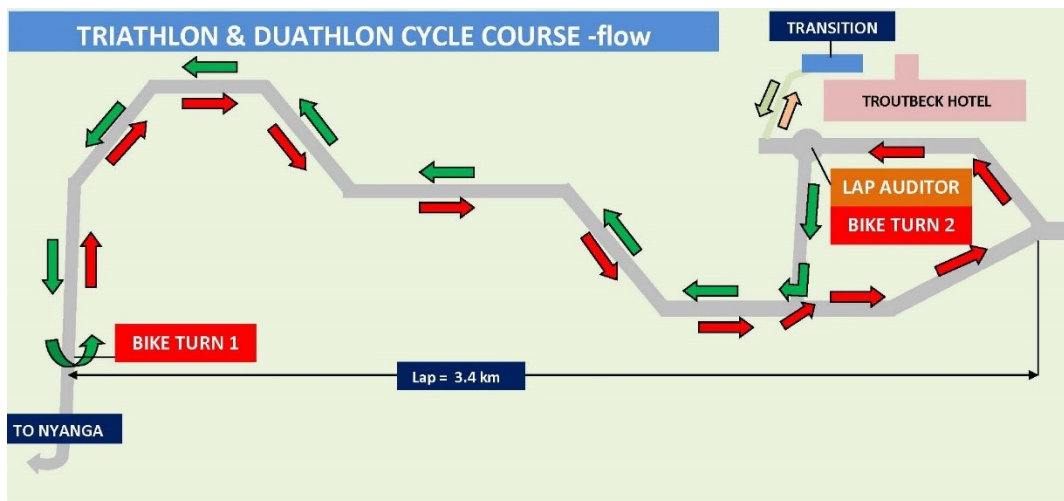 TRIATHLON & DUATHLON CYCLE COURSE -flow
TRANSITION
TROUTBECK HOTEL
LAP AUDITOR
BIKE TURN 2
BIKE TURN 1
Lap = 3.4 km
TO NYANGA